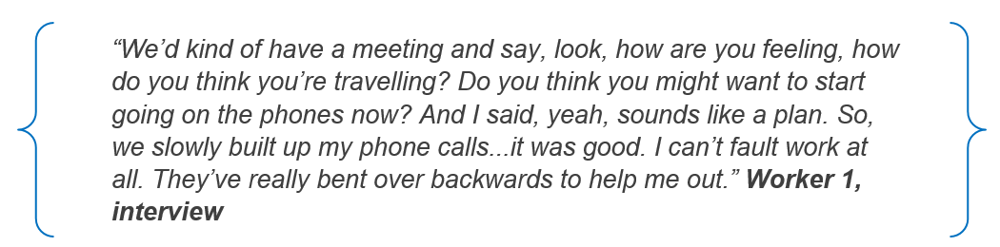 “We’d kind of have a meeting and say, look, how are you feeling, how
do you think you’re travelling? Do you think you might want to start
going on the phones now? And I said, yeah, sounds like a plan. So,
we slowly built up my phone calls...it was good. I can’t fault work at
all. They’ve really bent over backwards to help me out.” Worker 1,
interview